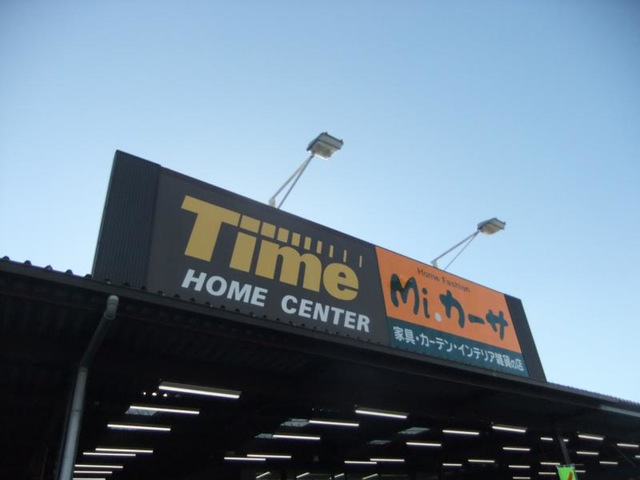 Time
HOME CENTER
Home Fashion
Mi.カーサ
家具・カーテン・インテリア雑貨の店